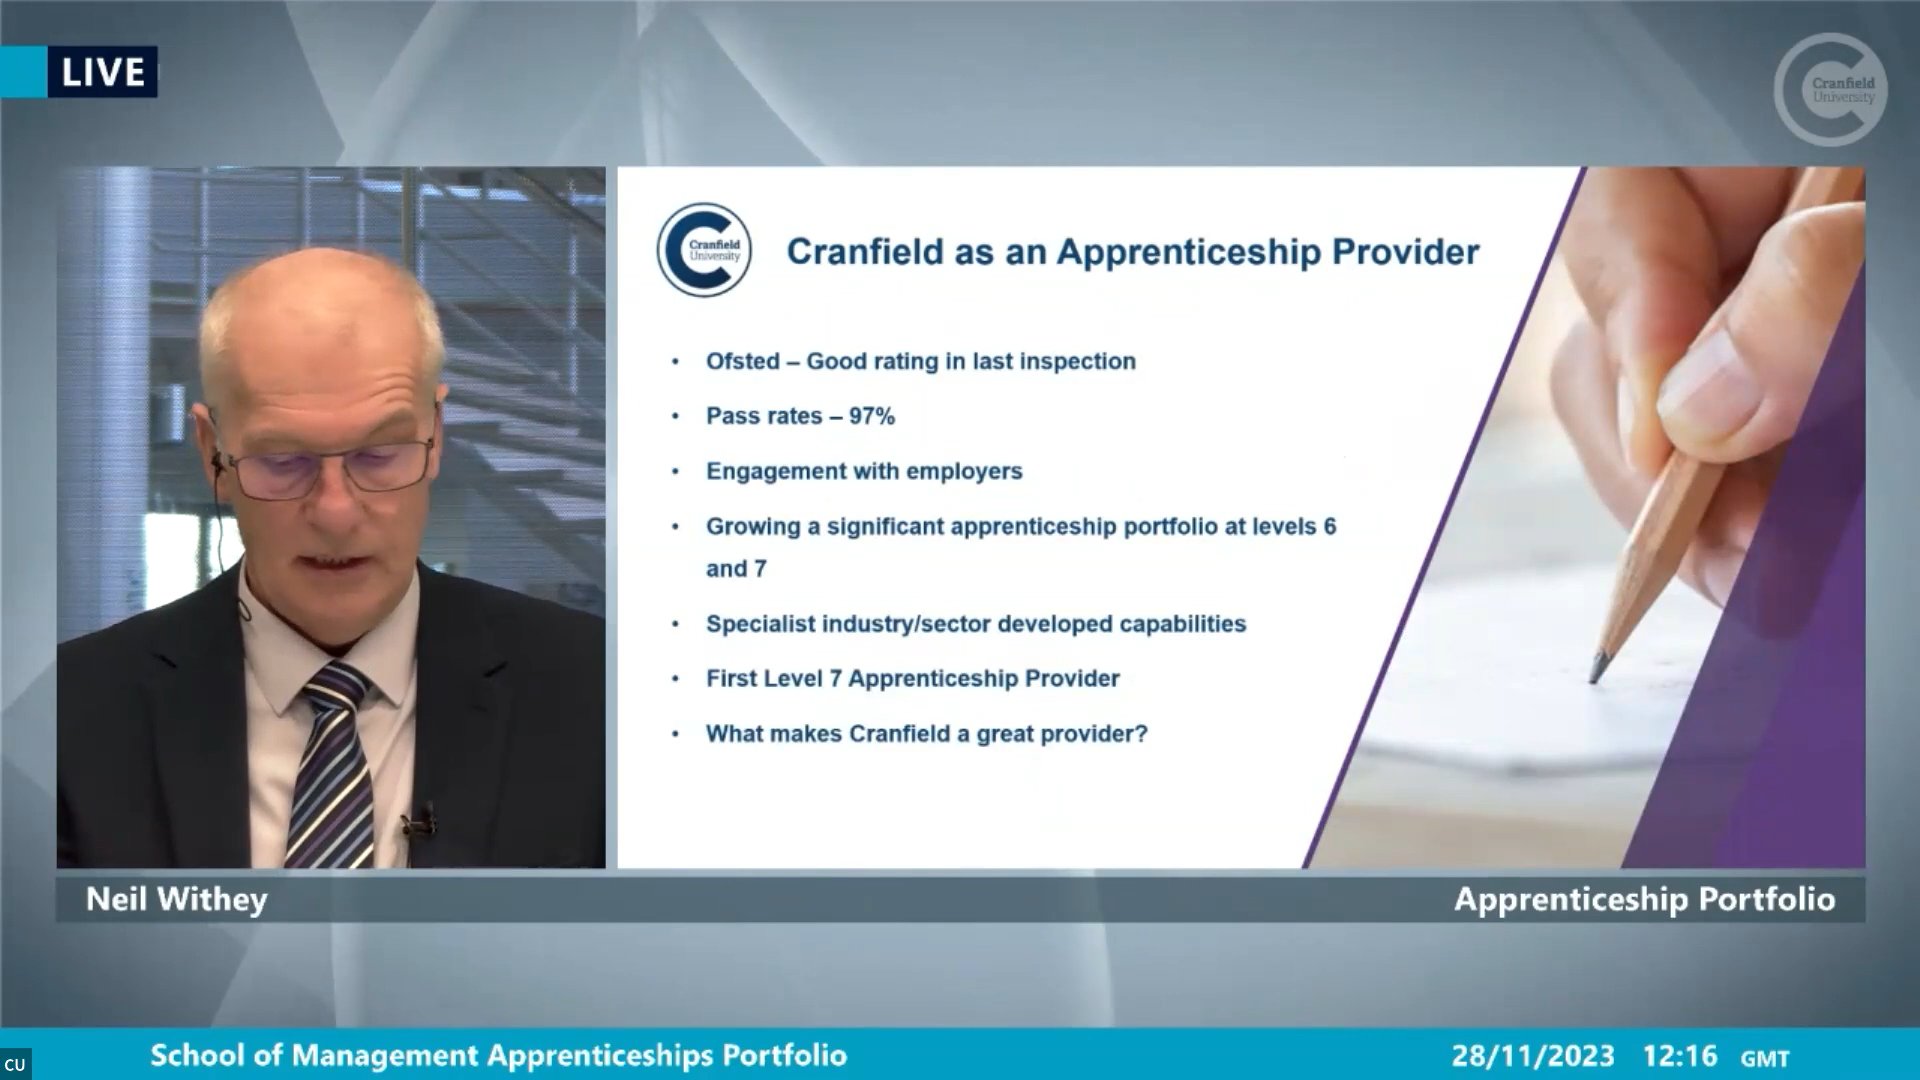 LIVE
Cranfield
University
Cranfield
University
Cranfield as an Apprenticeship Provider
• Ofsted – Good rating in last inspection
• Pass rates – 97%
• Engagement with employers
• Growing a significant apprenticeship portfolio at levels 6
and 7
• Specialist industry/sector developed capabilities
• First Level 7 Apprenticeship Provider
• What makes Cranfield a great provider?
Neil Withey
Apprenticeship Portfolio
School of Management Apprenticeships Portfolio
28/11/2023 12:16 GMT
CU